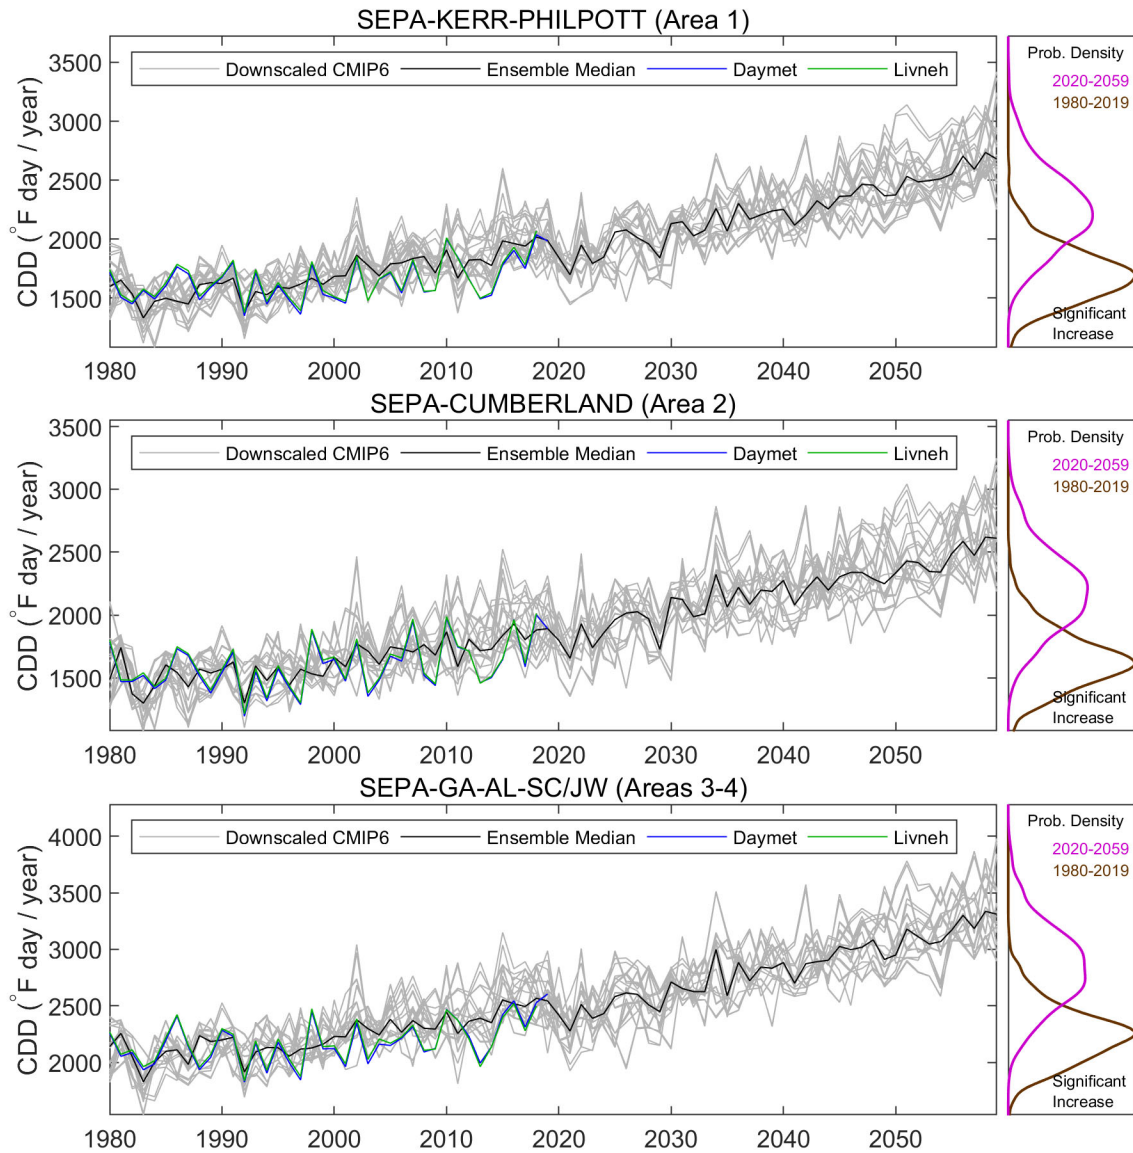 SEPA-KERR-PHILPOTT (Area 1)
Downscaled CMIP6 Ensemble Median Daymet Livneh
CDD (°F day / year)
3500
3000
2500
2000
1500
1980 1990 2000 2010 2020 2030 2040 2050
Prob. Density
2020-2059
1980-2019
Significant
Increase
SEPA-CUMBERLAND (Area 2)
Downscaled CMIP6 Ensemble Median Daymet Livneh
CDD (°F day / year)
3500
3000
2500
2000
1500
1980 1990 2000 2010 2020 2030 2040 2050
Prob. Density
2020-2059
1980-2019
Significant
Increase
SEPA-GA-AL-SC/JW (Areas 3-4)
Downscaled CMIP6 Ensemble Median Daymet Livneh
CDD (°F day / year)
4000
3500
3000
2500
2000
1980 1990 2000 2010 2020 2030 2040 2050
Prob. Density
2020-2059
1980-2019
Significant
Increase